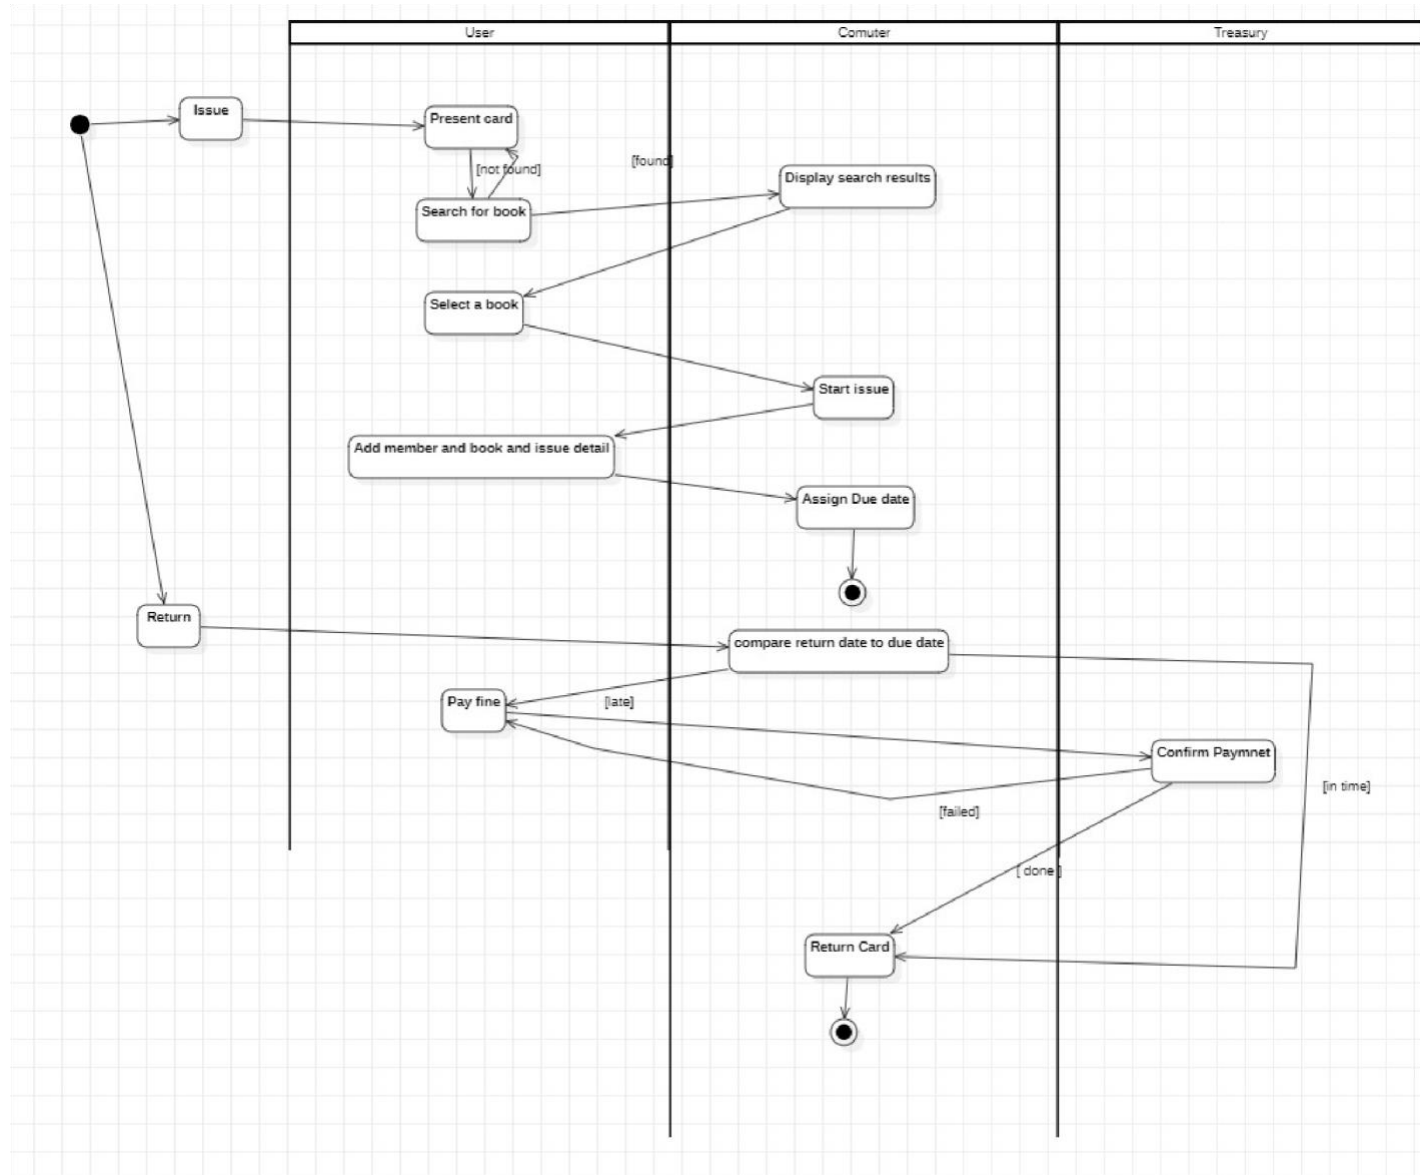 User
Comuter
Treasury
Issue
Present card
[not found]
[found]
Display search results
Search for book
Select a book
Start issue
Add member and book and issue detail
Assign Due date
Return
compare return date to due date
Pay fine
[late]
Confirm Paymnet
[in time]
[failed]
[ done ]
Return Card